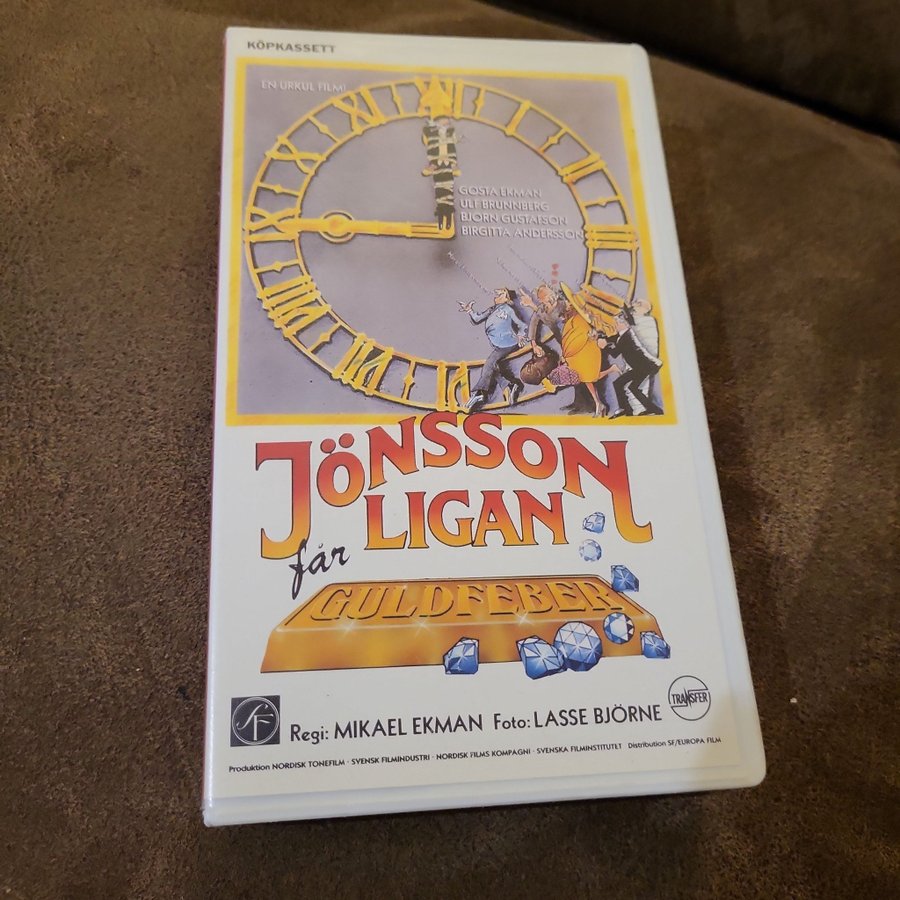 KÖPKASSETT
EN URKUL FILM!
GÖSTA EKMAN
ULF BRUNNBERG
BJÖRN GUSTAFSON
BIRGITTA ANDERSSON
JÖNSSON
LIGAN
får
GULDFEBER
SF
TRANSFER
Regi: MIKAEL EKMAN Foto: LASSE BJÖRNE
Produktion NORDISK TONEFILM · SVENSK FILMINDUSTRI · NORDISK FILMS KOMPAGNI · SVENSKA FILMINSTITUTET Distribution SF/EUROPA FILM